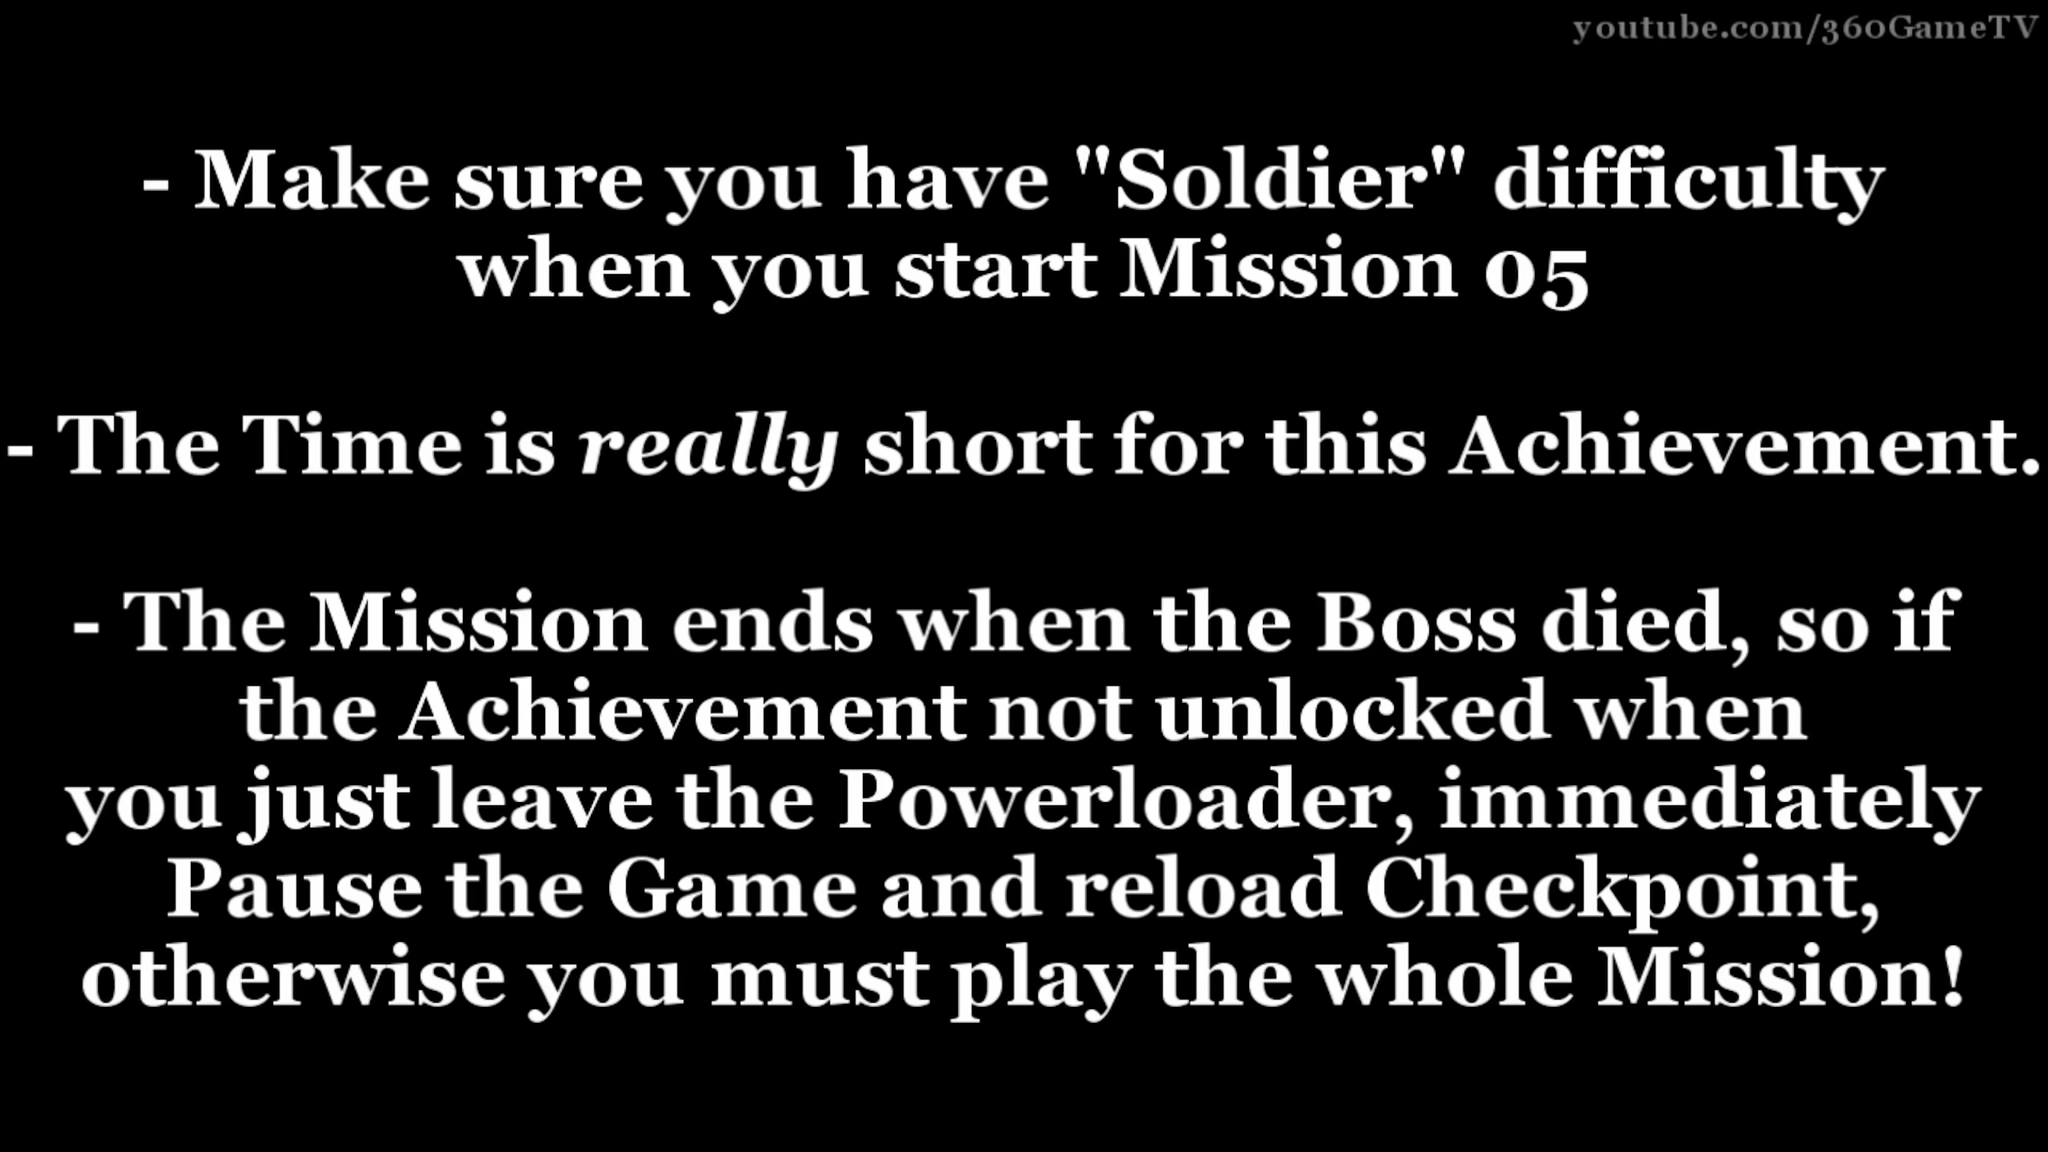 youtube.com/360GameTV
- Make sure you have "Soldier" difficulty
when you start Mission 05
- The Time is really short for this Achievement.
- The Mission ends when the Boss died, so if
the Achievement not unlocked when
you just leave the Powerloader, immediately
Pause the Game and reload Checkpoint,
otherwise you must play the whole Mission!